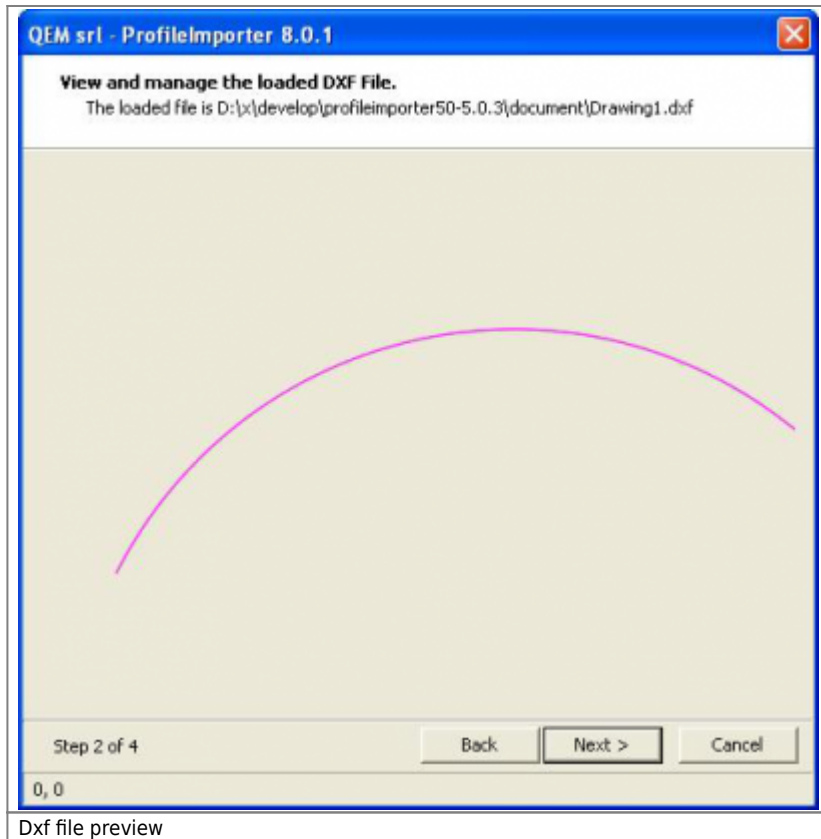 QEM srl - ProfileImporter 8.0.1
View and manage the loaded DXF File.
The loaded file is D:\x\develop\profileimporter50-5.0.3\document\Drawing1.dxf
Step 2 of 4
Back
Next >
Cancel
0, 0
Dxf file preview